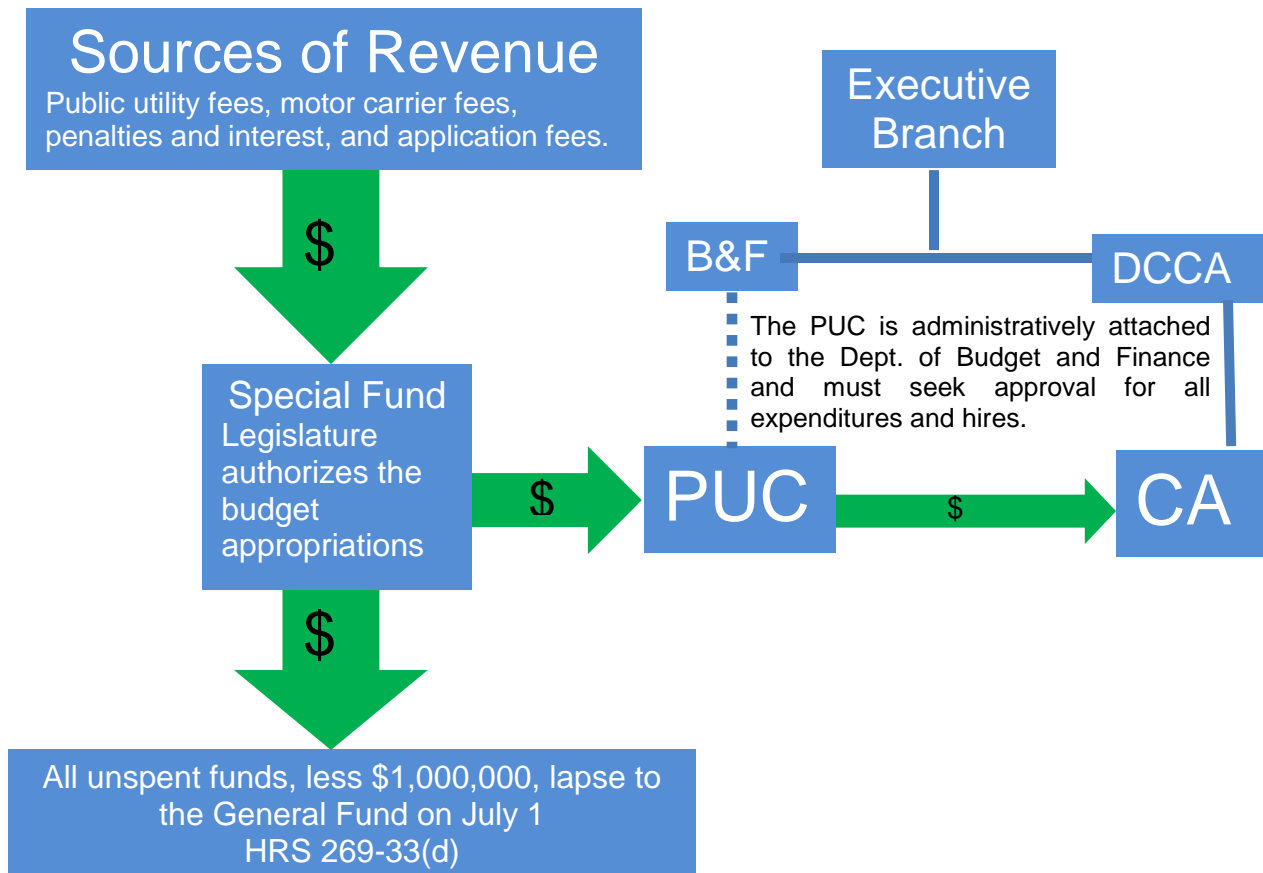 Sources of Revenue
Public utility fees, motor carrier fees,
penalties and interest, and application fees.
Executive
Branch
$
B&F
DCCA
The PUC is administratively attached
to the Dept. of Budget and Finance
and must seek approval for all
expenditures and hires.
Special Fund
Legislature
authorizes the
budget
appropriations
$
PUC
$
CA
$
All unspent funds, less $1,000,000, lapse to
the General Fund on July 1
HRS 269-33(d)